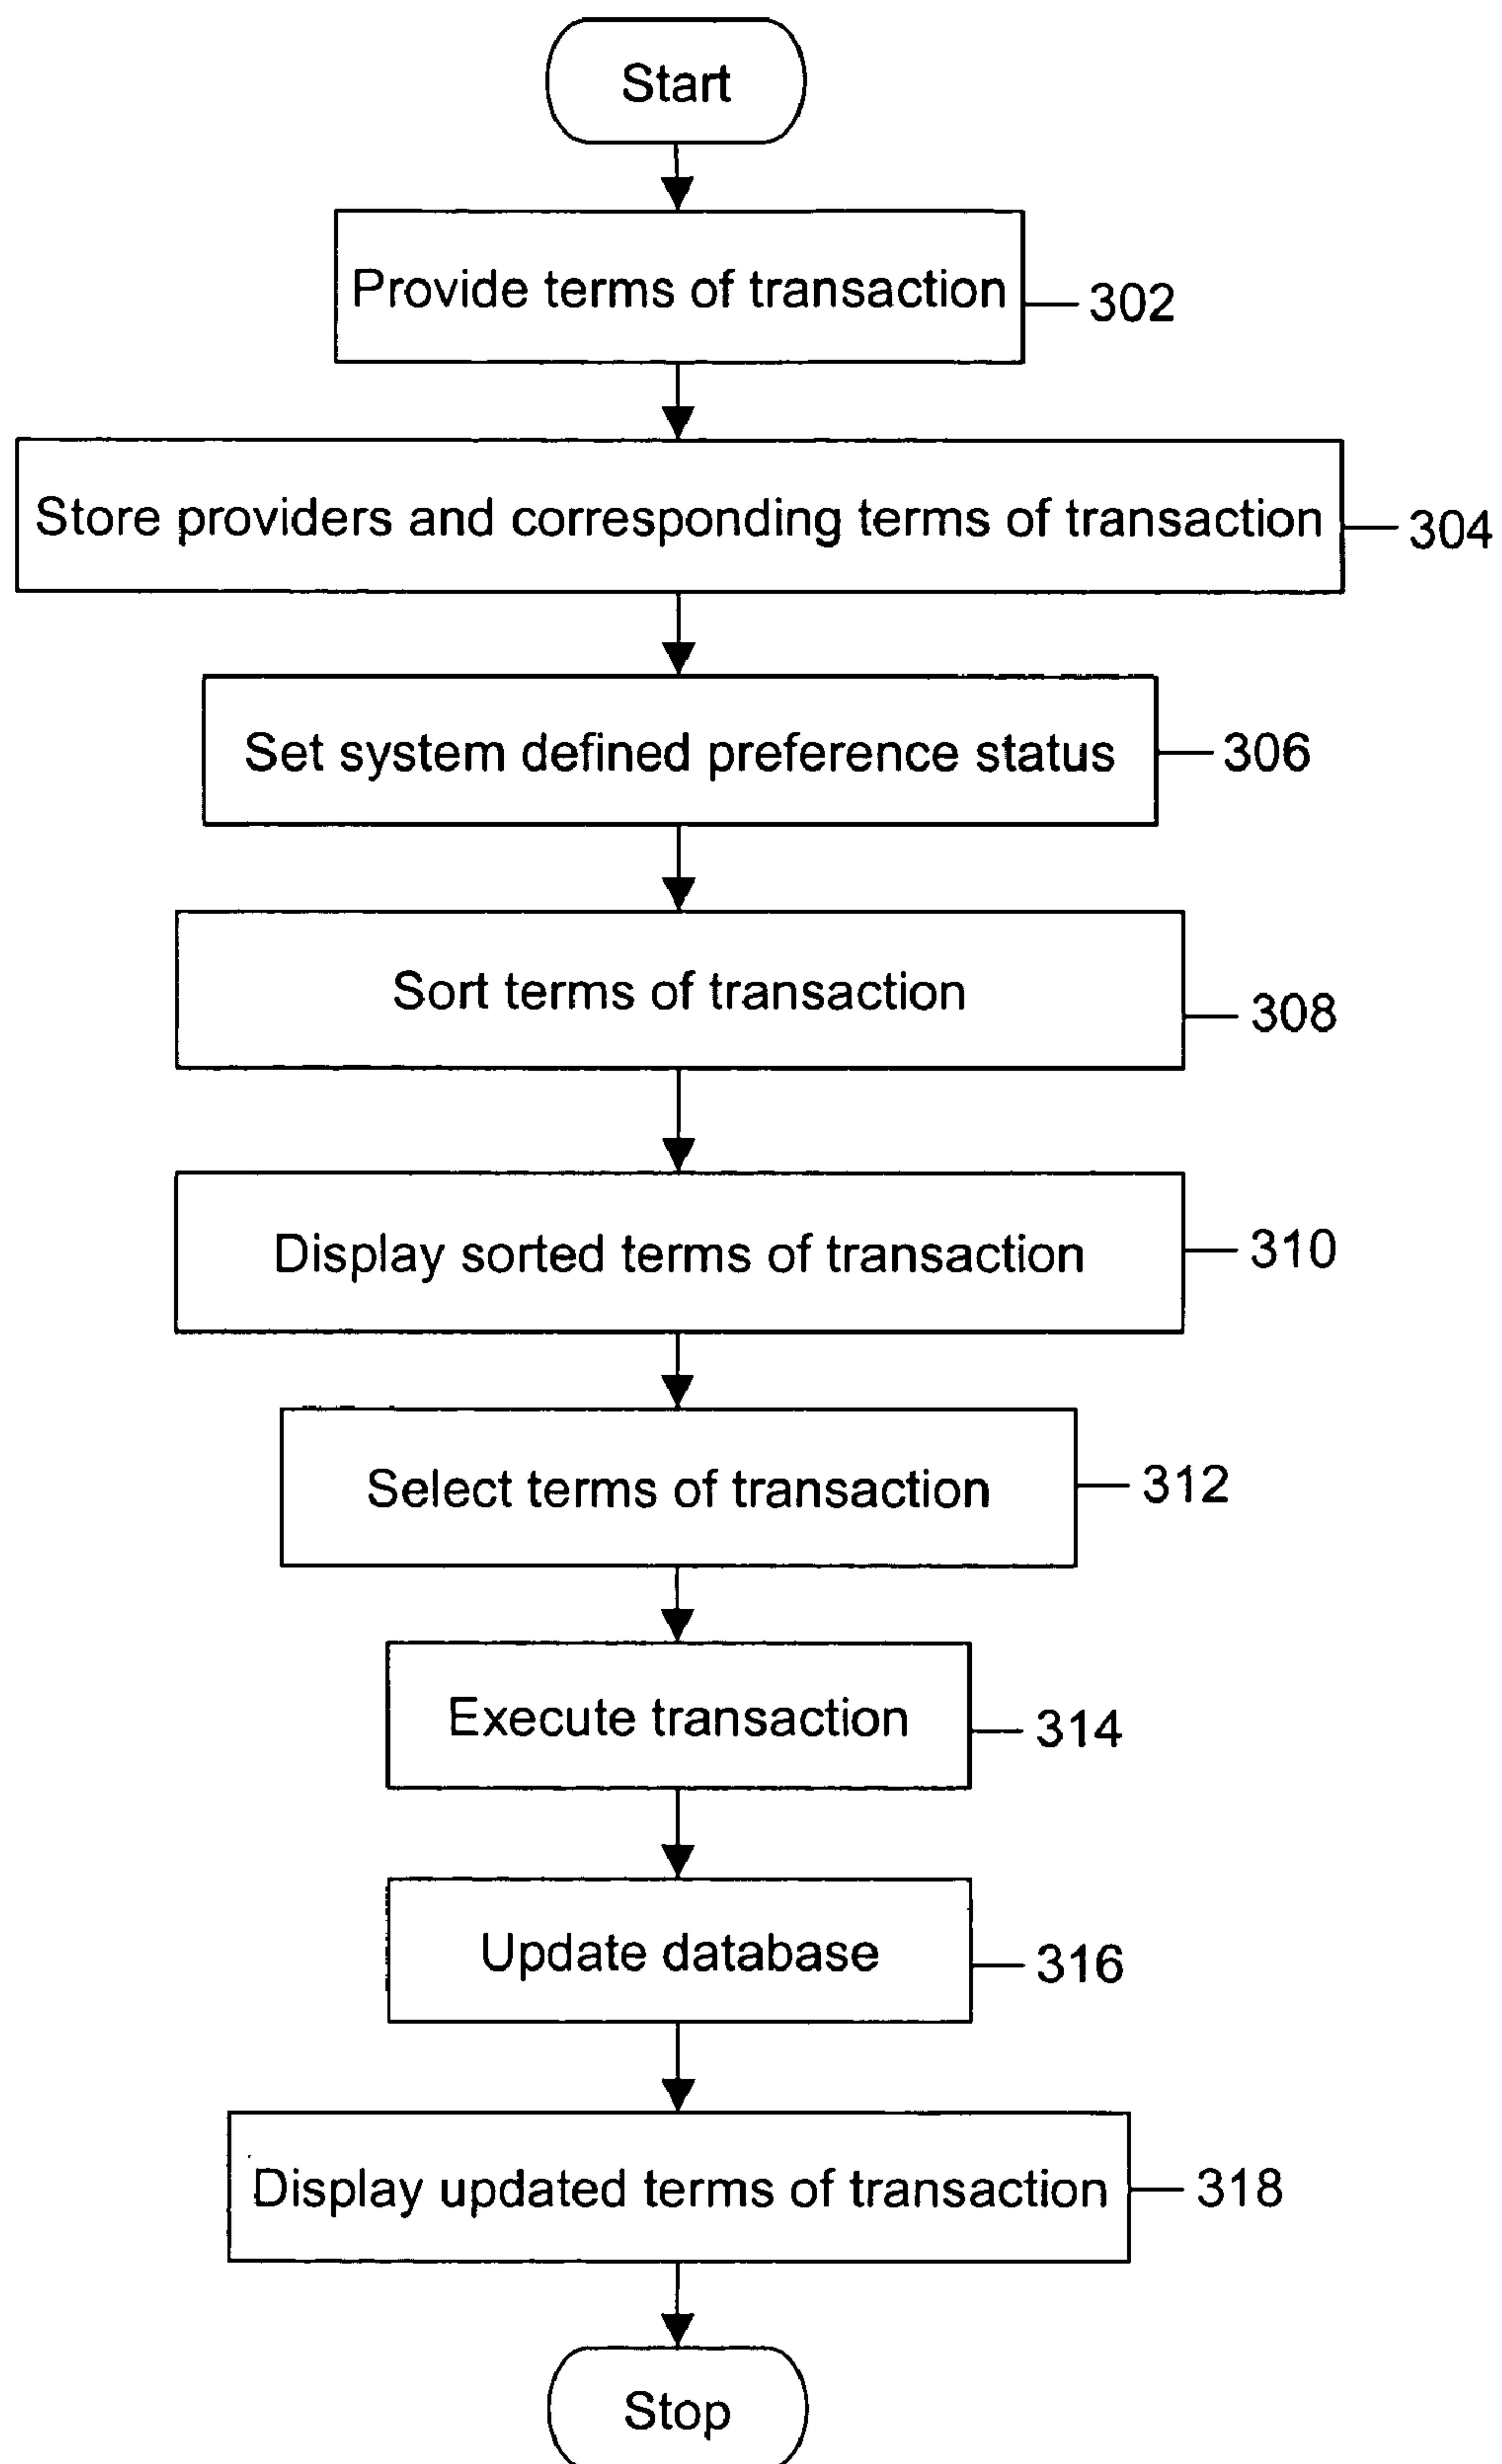 Start
Provide terms of transaction
302
Store providers and corresponding terms of transaction
304
Set system defined preference status
306
Sort terms of transaction
308
Display sorted terms of transaction
310
Select terms of transaction
312
Execute transaction
314
Update database
316
Display updated terms of transaction
318
Stop